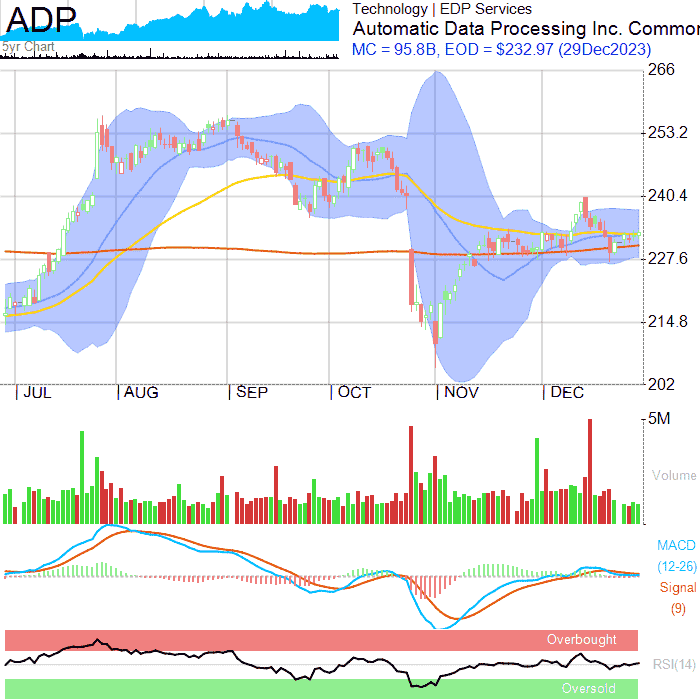 ADP
5yr Chart
Technology | EDP Services
Automatic Data Processing Inc. Common
MC = 95.8B, EOD = $232.97 (29Dec2023)
266
253.2
240.4
227.6
214.8
202
JUL AUG SEP OCT NOV DEC
5M
Volume
MACD
(12-26)
Signal
(9)
Overbought
RSI(14)
Oversold